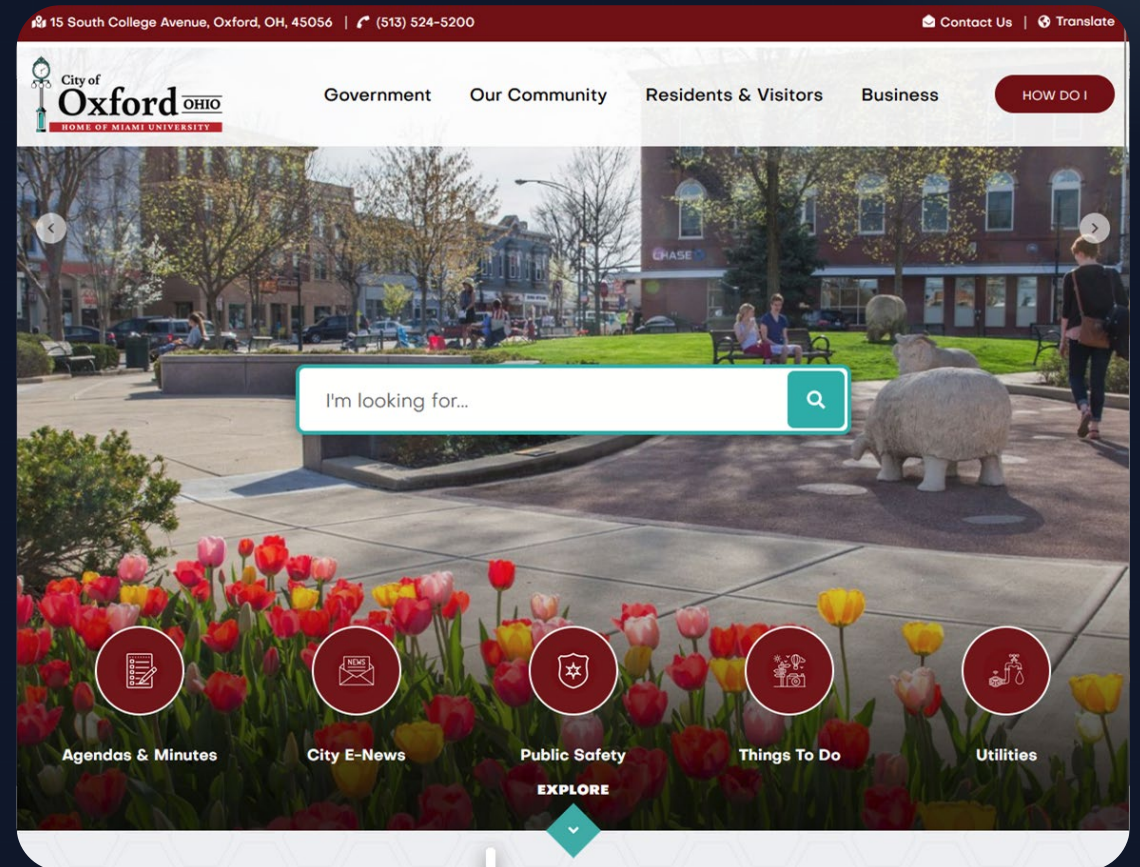 15 South College Avenue, Oxford, OH, 45056 | (513) 524-5200
Contact Us | Translate
City of
Oxford OHIO
HOME OF MIAMI UNIVERSITY
Government
Our Community
Residents & Visitors
Business
HOW DO I
CHASE
I'm looking for...
NEWS
Agendas & Minutes
City E-News
Public Safety
Things To Do
Utilities
EXPLORE